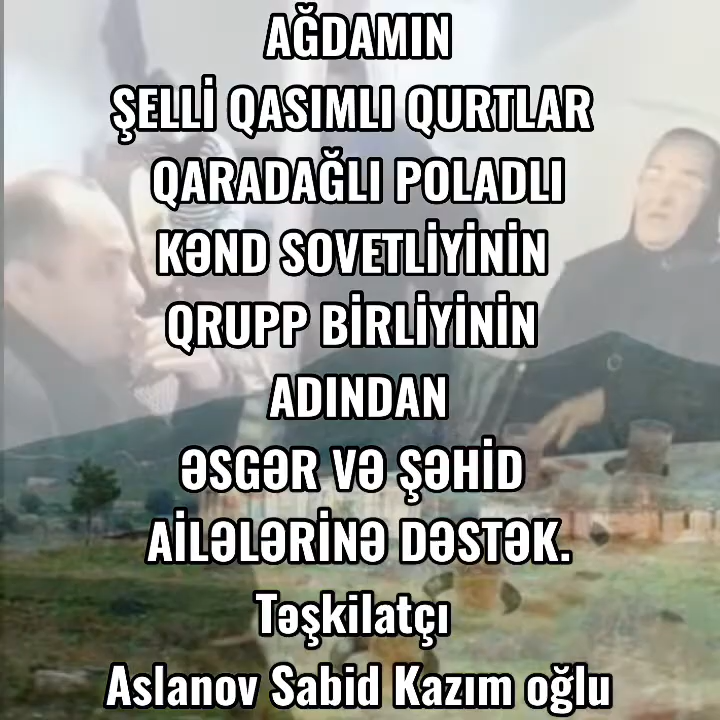 AĞDAMIN
ŞELLİ QASIMLI QURTLAR
QARADAĞLI POLADLI
KƏND SOVETLİYİNİN
QRUPP BİRLİYİNİN
ADINDAN
ƏSGƏR VƏ ŞƏHİD
AİLƏLƏRİNƏ DƏSTƏK.
Təşkilatçı
Aslanov Sabid Kazım oğlu